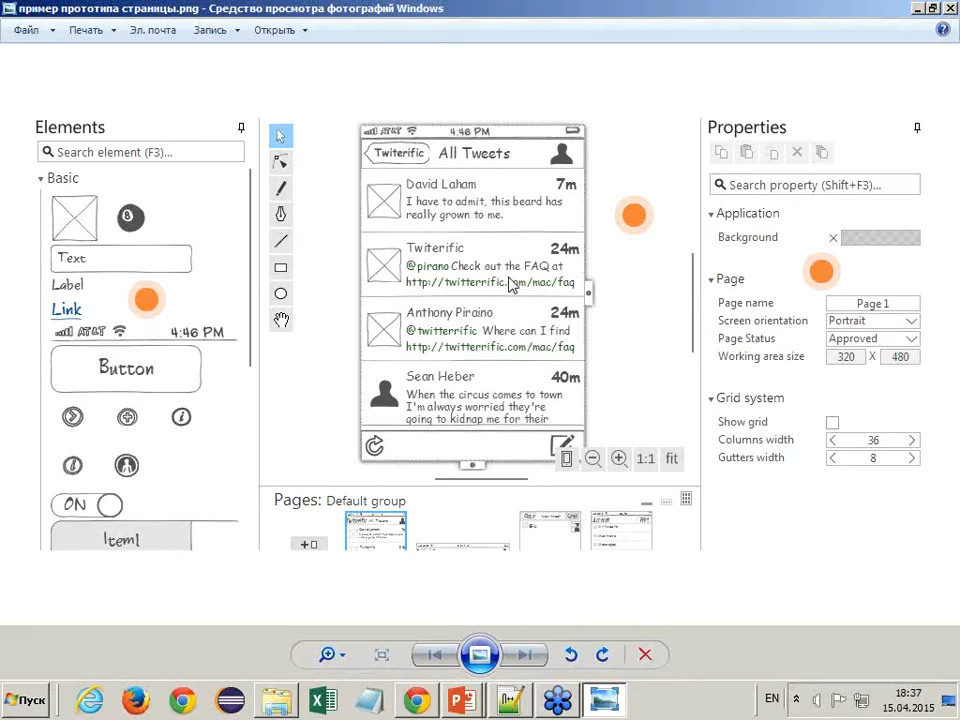 пример прототипа страницы.png - Средство просмотра фотографий Windows
Файл Печать Эл. почта Запись Открыть
Elements
Search element (F3)...
Basic
8
Text
Label
Link
AT&T 4:46 PM
Button
ON
Item1
AT&T 4:46 PM
Twiterific All Tweets
David Laham 7m
I have to admit, this beard has
really grown to me.
Twiterific 24m
@pirano Check out the FAQ at
http://twitterrific.com/mac/faq
Anthony Piraino 24m
@twitterrific Where can I find
http://twitterrific.com/mac/faq
Sean Heber 40m
When the circus comes to town
I'm always worried they're
going to kidnap me for their
1:1 fit
Pages: Default group
Properties
Search property (Shift+F3)...
Application
Background
Page
Page name Page 1
Screen orientation Portrait
Page Status Approved
Working area size 320 X 480
Grid system
Show grid
Columns width 36
Gutters width 8
Пуск
EN
18:37
15.04.2015